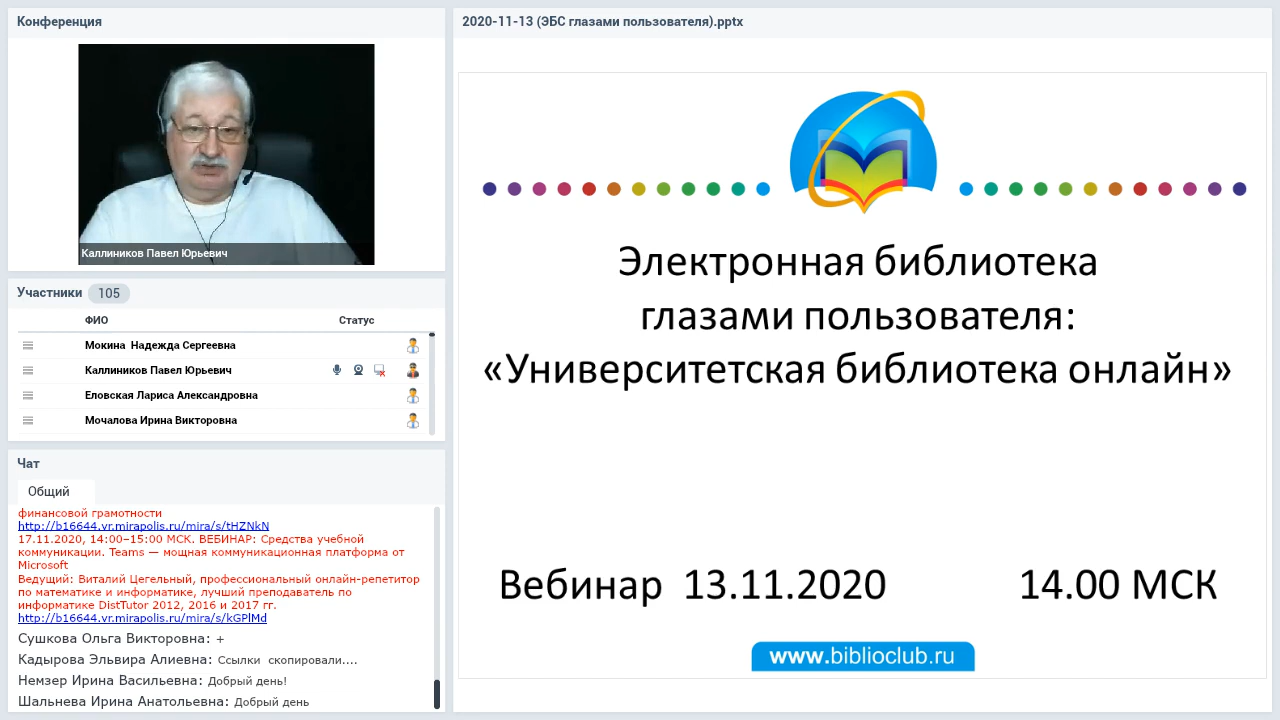 Конференция
Каллиников Павел Юрьевич
Участники 105
ФИО Статус
Мокина Надежда Сергеевна
Каллиников Павел Юрьевич
Еловская Лариса Александровна
Мочалова Ирина Викторовна
Чат
Общий
финансовой грамотности
http://b16644.vr.mirapolis.ru/mira/s/tHZNkN
17.11.2020, 14:00–15:00 МСК. ВЕБИНАР: Средства учебной
коммуникации. Teams — мощная коммуникационная платформа от
Microsoft
Ведущий: Виталий Цегельный, профессиональный онлайн-репетитор
по математике и информатике, лучший преподаватель по
информатике DistTutor 2012, 2016 и 2017 гг.
http://b16644.vr.mirapolis.ru/mira/s/kGPlMd
Сушкова Ольга Викторовна: +
Кадырова Эльвира Алиевна: Ссылки скопировали....
Немзер Ирина Васильевна: Добрый день!
Шальнева Ирина Анатольевна: Добрый день
2020-11-13 (ЭБС глазами пользователя).pptx
Электронная библиотека
глазами пользователя:
«Университетская библиотека онлайн»
Вебинар 13.11.2020 14.00 МСК
www.biblioclub.ru